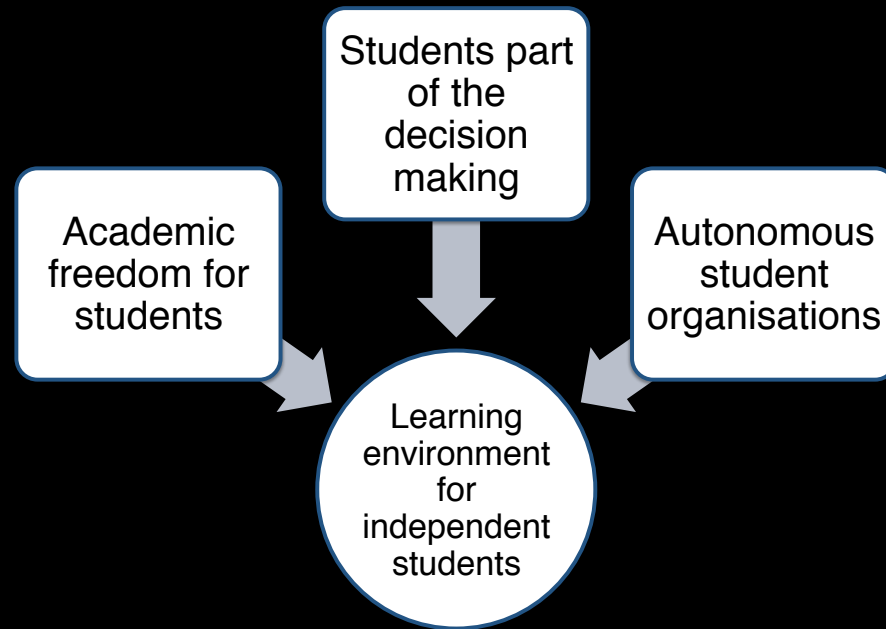 Students part
of the
decision
making
Academic
freedom for
students
Autonomous
student
organisations
Learning
environment
for
independent
students